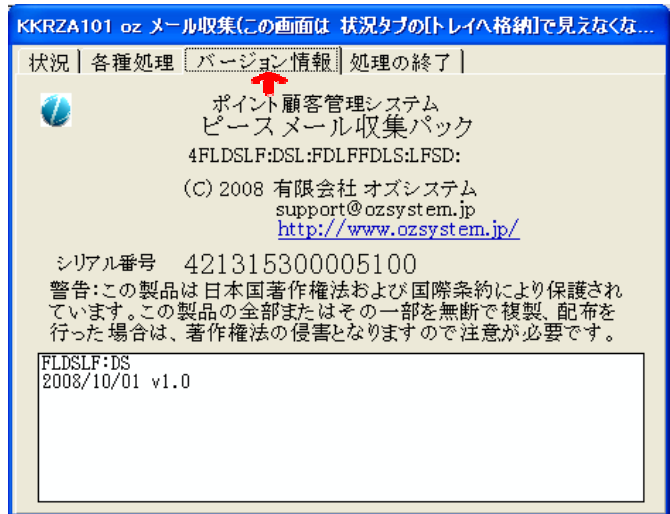 KKRZA101 oz メール収集(この画面は 状況タブの[トレイへ格納]で見えなくな...
状況 各種処理 バージョン情報 処理の終了
ポイント顧客管理システム
ピースメール収集パック
4FLDSLF:DSL:FDLFFDLS:LFSD:
(C) 2008 有限会社 オズシステム
support@ozsystem.jp
http://www.ozsystem.jp/
シリアル番号 421315300005100
警告:この製品は日本国著作権法および国際条約により保護され
ています。この製品の全部またはその一部を無断で複製、配布を
行った場合は、著作権法の侵害となりますので注意が必要です。
FLDSLF:DS
2008/10/01 v1.0